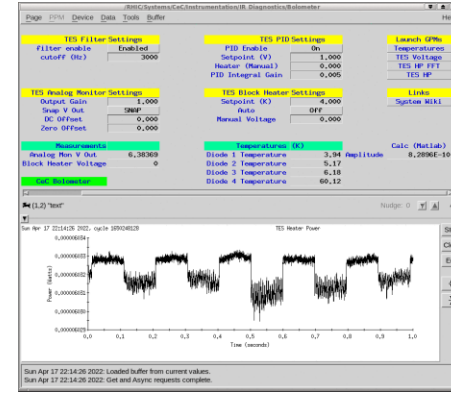 /RHIC/Systems/CeC/Instrumentation/IR Diagnostics/Bolometer
Page PPM Device Data Tools Buffer
TES Filter Settings
filter enable Enabled
cutoff (Hz) 3000
TES PID Settings
PID Enable On
Setpoint (V) 1,000
Heater (Manual) 0,000
PID Integral Gain 0,005
Launch GPMs
Temperatures
TES Voltage
TES HP FFT
TES HP
TES Analog Monitor Settings
Output Gain 1,000
Snap V Out SNAP
DC Offset 0,000
Zero Offset 0,000
TES Block Heater Settings
Setpoint (K) 4,000
Auto Off
Manual Voltage 0,000
Links
System Wiki
Measurements
Analog Mon V Out 6,38369
Block Heater Voltage 0
CeC Bolometer
Temperatures (K)
Diode 1 Temperature 3,94
Diode 2 Temperature 5,17
Diode 3 Temperature 6,18
Diode 4 Temperature 60,12
Calc (Matlab)
Amplitude 8,2896E-10
(1,2) "text"
Nudge: 0
Sun Apr 17 22:14:26 2022, cycle
TES Heater Power
Power (Watts)
0,0 0,1 0,2 0,3 0,4 0,5 0,6 0,7 0,8 0,9 1,0
Time (seconds)
Sun Apr 17 22:14:26 2022: Loaded buffer from current values.
Sun Apr 17 22:14:26 2022: Get and Async requests complete.